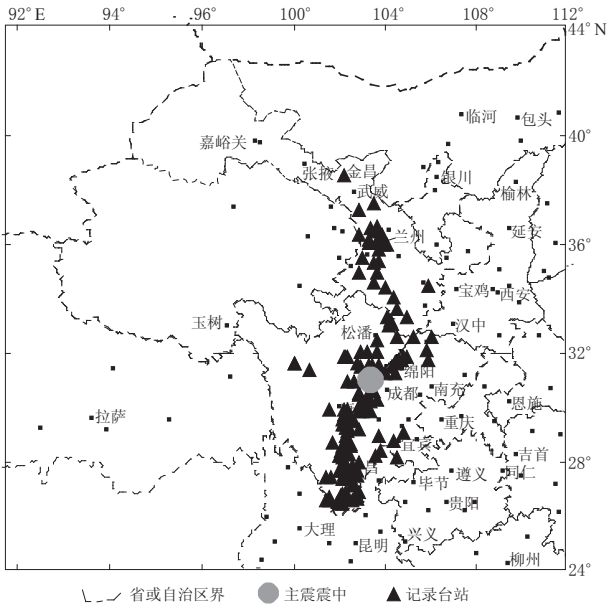 92°E 94° 96° 100° 104° 108° 112°
44°N
临河 包头
40°
嘉峪关
张掖 金昌
银川
武威
榆林
兰州
延安
36°
宝鸡 西安
玉树
松潘
汉中
32°
绵阳
成都 南充
恩施
拉萨
重庆
宜宾
吉首
28°
昌
毕节 遵义 同仁
贵阳
大理
昆明
兴义
柳州
24°
省或自治区界 主震震中 记录台站